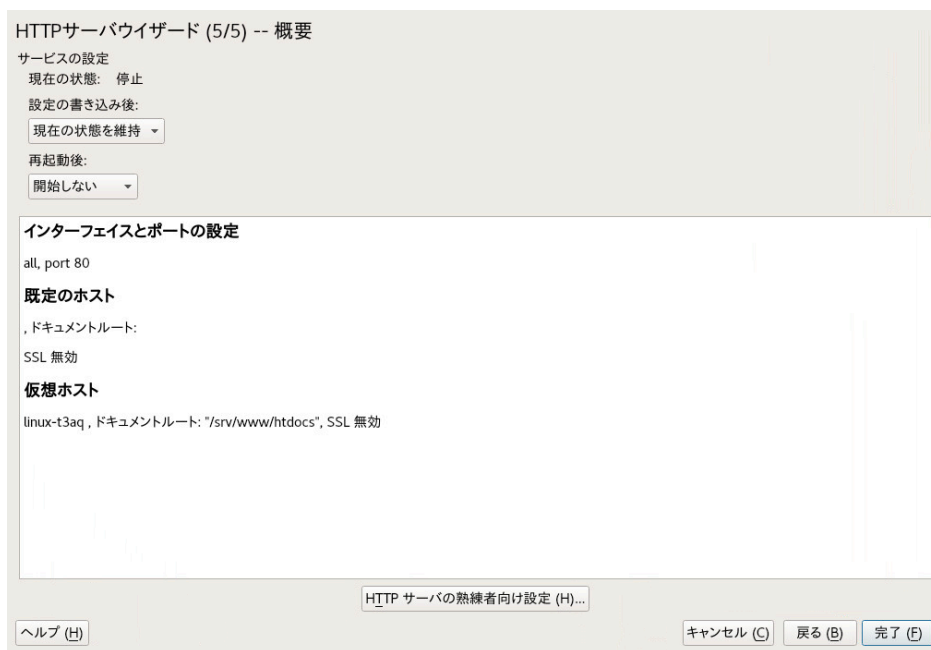 HTTPサーバウイザード (5/5) -- 概要
サービスの設定
現在の状態: 停止
設定の書き込み後:
現在の状態を維持
再起動後:
開始しない
インターフェイスとポートの設定
all, port 80
既定のホスト
, ドキュメントルート:
SSL 無効
仮想ホスト
linux-t3aq , ドキュメントルート: "/srv/www/htdocs", SSL 無効
HTTP サーバの熟練者向け設定 (H)...
ヘルプ (H) キャンセル (C) 戻る (B) 完了 (F)